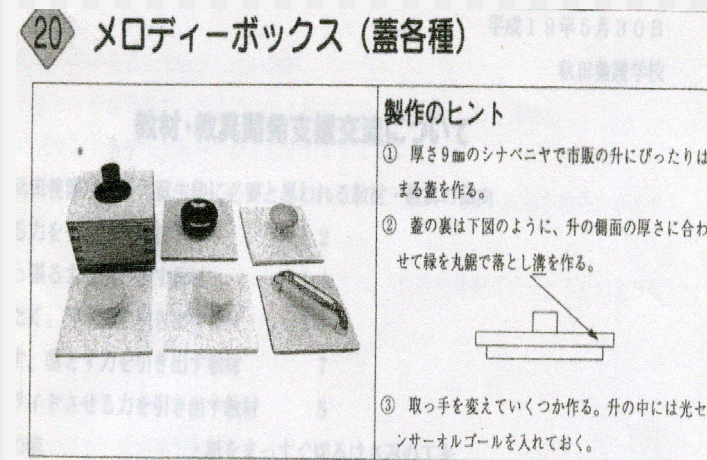 20 メロディーボックス（蓋各種）
平成19年5月30日
製作のヒント
① 厚さ9㎜のシナベニヤで市販の升にぴったりは
まる蓋を作る。
② 蓋の裏は下図のように、升の側面の厚さに合わ
せて縁を丸鋸で落とし溝を作る。
③ 取っ手を変えていくつか作る。升の中には光セ
ンサーオルゴールを入れておく。